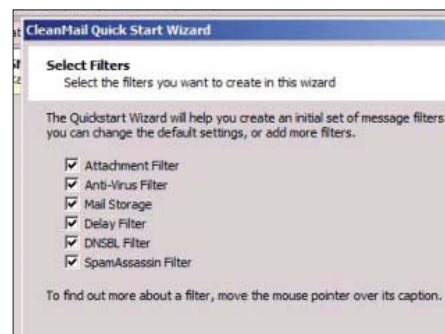 CleanMail Quick Start Wizard
Select Filters
Select the filters you want to create in this wizard
The Quickstart Wizard will help you create an initial set of message filters
you can change the default settings, or add more filters.
Attachment Filter
Anti-Virus Filter
Mail Storage
Delay Filter
DNSBL Filter
SpamAssassin Filter
To find out more about a filter, move the mouse pointer over its caption.